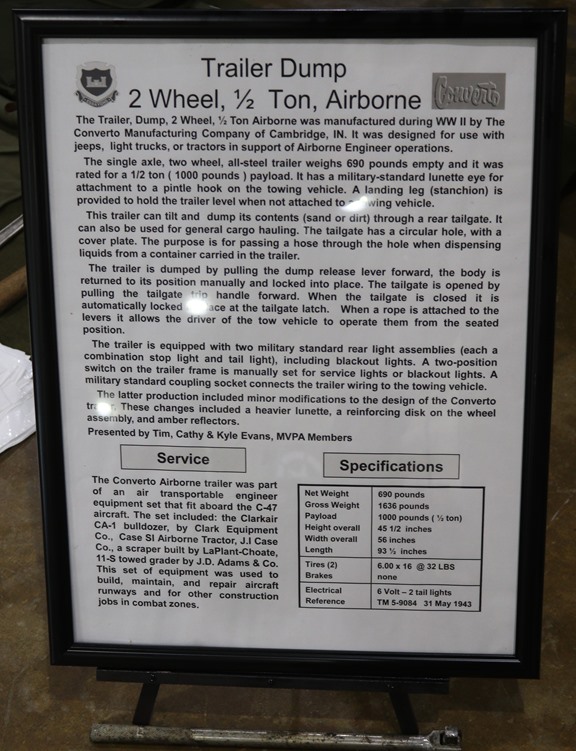 Trailer Dump
2 Wheel, ½ Ton, Airborne
Converto
The Trailer, Dump, 2 Wheel, ½ Ton Airborne was manufactured during WW II by The
Converto Manufacturing Company of Cambridge, IN. It was designed for use with
jeeps, light trucks, or tractors in support of Airborne Engineer operations.
The single axle, two wheel, all-steel trailer weighs 690 pounds empty and it was
rated for a 1/2 ton ( 1000 pounds ) payload. It has a military-standard lunette eye for
attachment to a pintle hook on the towing vehicle. A landing leg (stanchion) is
provided to hold the trailer level when not attached to wing vehicle.
This trailer can tilt and dump its contents (sand or dirt) through a rear tailgate. It
can also be used for general cargo hauling. The tailgate has a circular hole, with a
cover plate. The purpose is for passing a hose through the hole when dispensing
liquids from a container carried in the trailer.
The trailer is dumped by pulling the dump release lever forward, the body is
returned to its position manually and locked into place. The tailgate is opened by
pulling the tailgate trip handle forward. When the tailgate is closed it is
automatically locked ace at the tailgate latch. When a rope is attached to the
levers it allows the driver of the tow vehicle to operate them from the seated
position.
The trailer is equipped with two military standard rear light assemblies (each a
combination stop light and tail light), including blackout lights. A two-position
switch on the trailer frame is manually set for service lights or blackout lights. A
military standard coupling socket connects the trailer wiring to the towing vehicle.
The latter production included minor modifications to the design of the Converto
These changes included a heavier lunette, a reinforcing disk on the wheel
assembly, and amber reflectors.
Presented by Tim, Cathy & Kyle Evans, MVPA Members
Service
The Converto Airborne trailer was part
of an air transportable engineer
equipment set that fit aboard the C-47
aircraft. The set included: the Clarkair
CA-1 bulldozer, by Clark Equipment
Co., Case SI Airborne Tractor, J.I Case
Co., a scraper built by LaPlant-Choate,
11-S towed grader by J.D. Adams & Co.
This set of equipment was used to
build, maintain, and repair aircraft
runways and for other construction
jobs in combat zones.
Specifications
Net Weight 690 pounds
Gross Weight 1636 pounds
Payload 1000 pounds ( ½ ton)
Height overall 45 1/2 inches
Width overall 56 inches
Length 93 ½ inches
Tires (2) 6.00 x 16 @ 32 LBS
Brakes none
Electrical 6 Volt – 2 tail lights
Reference TM 5-9084 31 May 1943